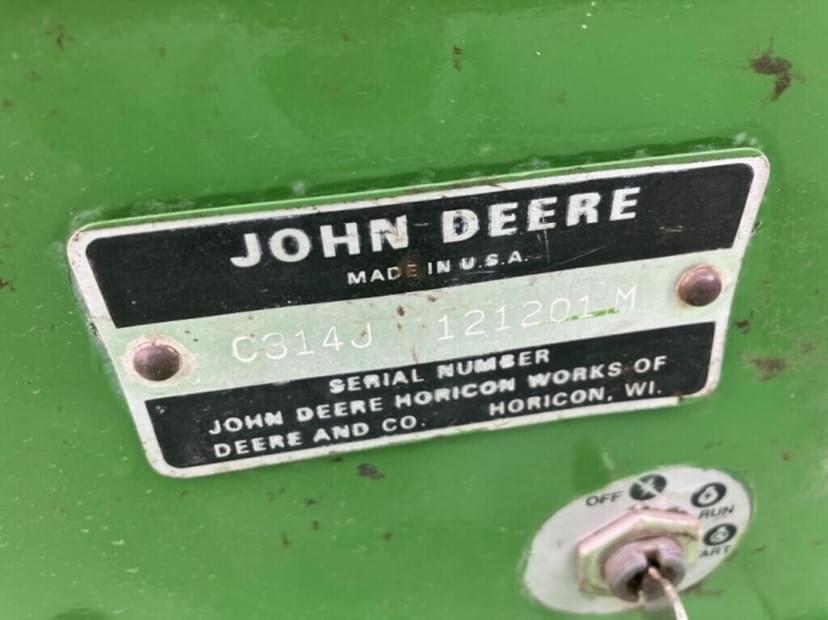 JOHN DEERE
MADE IN U.S.A.
C314J 121201M
SERIAL NUMBER
JOHN DEERE HORICON WORKS OF
DEERE AND CO. HORICON, WI.
OFF
RUN
ART